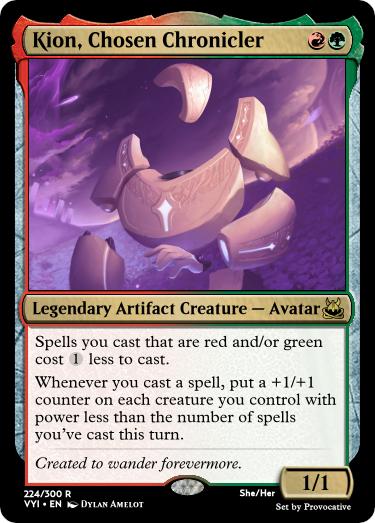 Kion, Chosen Chronicler
Legendary Artifact Creature — Avatar
Spells you cast that are red and/or green
cost 1 less to cast.
Whenever you cast a spell, put a +1/+1
counter on each creature you control with
power less than the number of spells
you've cast this turn.
Created to wander forevermore.
1/1
224/300 R
She/Her
VYI • EN DYLAN AMELOT
Set by Provocative